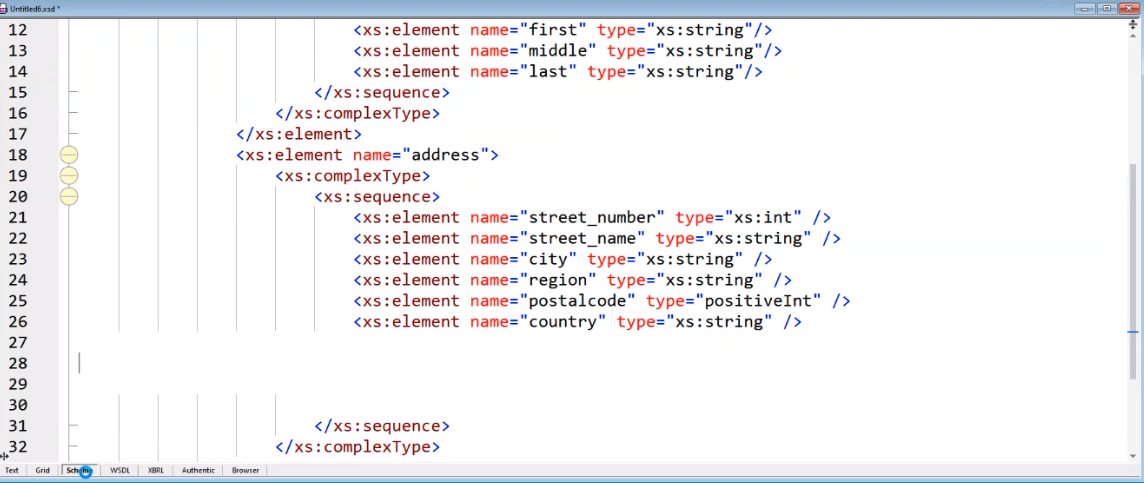 Untitled6.xsd *
12 <xs:element name="first" type="xs:string"/>
13 <xs:element name="middle" type="xs:string"/>
14 <xs:element name="last" type="xs:string"/>
15 </xs:sequence>
16 </xs:complexType>
17 </xs:element>
18 <xs:element name="address">
19 <xs:complexType>
20 <xs:sequence>
21 <xs:element name="street_number" type="xs:int" />
22 <xs:element name="street_name" type="xs:string" />
23 <xs:element name="city" type="xs:string" />
24 <xs:element name="region" type="xs:string" />
25 <xs:element name="postalcode" type="positiveInt" />
26 <xs:element name="country" type="xs:string" />
27
28
29
30
31 </xs:sequence>
32 </xs:complexType>
Text Grid Schema WSDL XBRL Authentic Browser